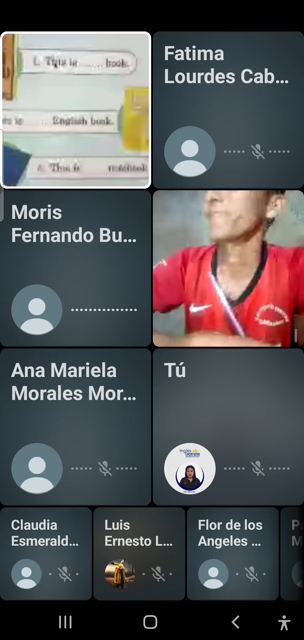 1. This is ........ book.
is ........ English book.
This is ........ notebook
Fatima
Lourdes Cab...
Moris
Fernando Bu...
Ana Mariela
Morales Mor...
Tú
Claudia
Esmerald...
Luis
Ernesto L...
Flor de los
Angeles ...